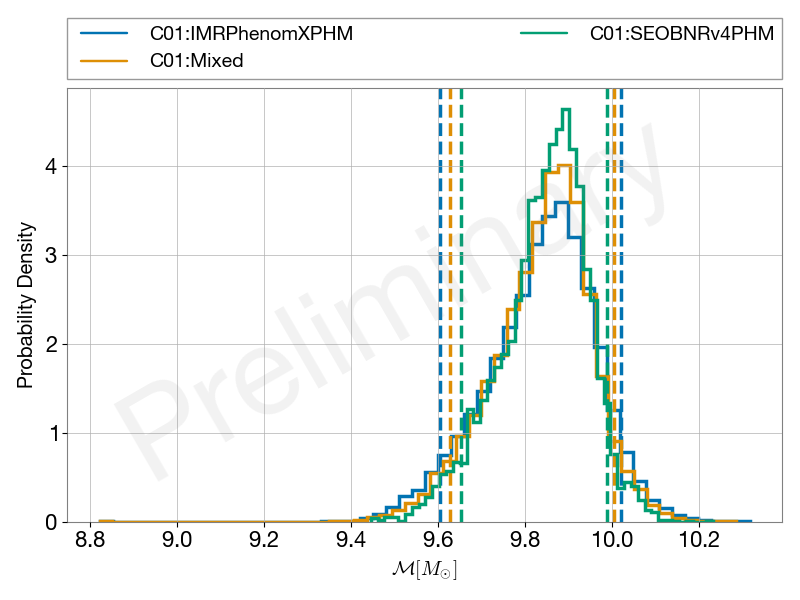 C01:IMRPhenomXPHM
C01:Mixed
C01:SEOBNRv4PHM
Preliminary
Probability Density
4
3
2
1
0
8.8 9.0 9.2 9.4 9.6 9.8 10.0 10.2
ℳ[M⊙]